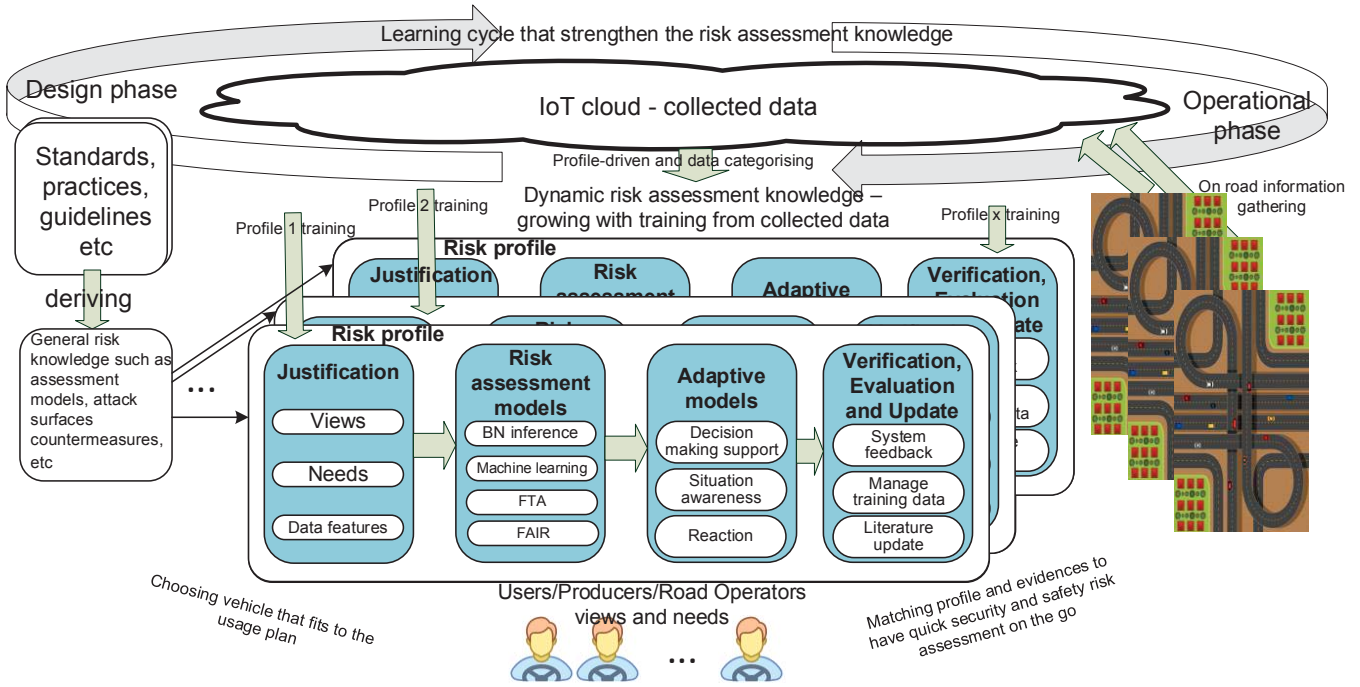 Learning cycle that strengthen the risk assessment knowledge
Design phase
IoT cloud - collected data
Operational
phase
Standards,
practices,
guidelines
etc
Profile-driven and data categorising
Dynamic risk assessment knowledge –
growing with training from collected data
On road information
gathering
Profile 1 training
Profile 2 training
Profile x training
deriving
General risk
knowledge such as
assessment
models, attack
surfaces
countermeasures,
etc
...
Risk profile
Justification
Risk
assessment
Adaptive
Verification,
Evaluation
Risk profile
Justification
Views
Needs
Data features
Risk
assessment
models
BN inference
Machine learning
FTA
FAIR
Adaptive
models
Decision
making support
Situation
awareness
Reaction
Verification,
Evaluation
and Update
System
feedback
Manage
training data
Literature
update
Choosing vehicle that fits to the
usage plan
Users/Producers/Road Operators
views and needs
...
Matching profile and evidences to
have quick security and safety risk
assessment on the go